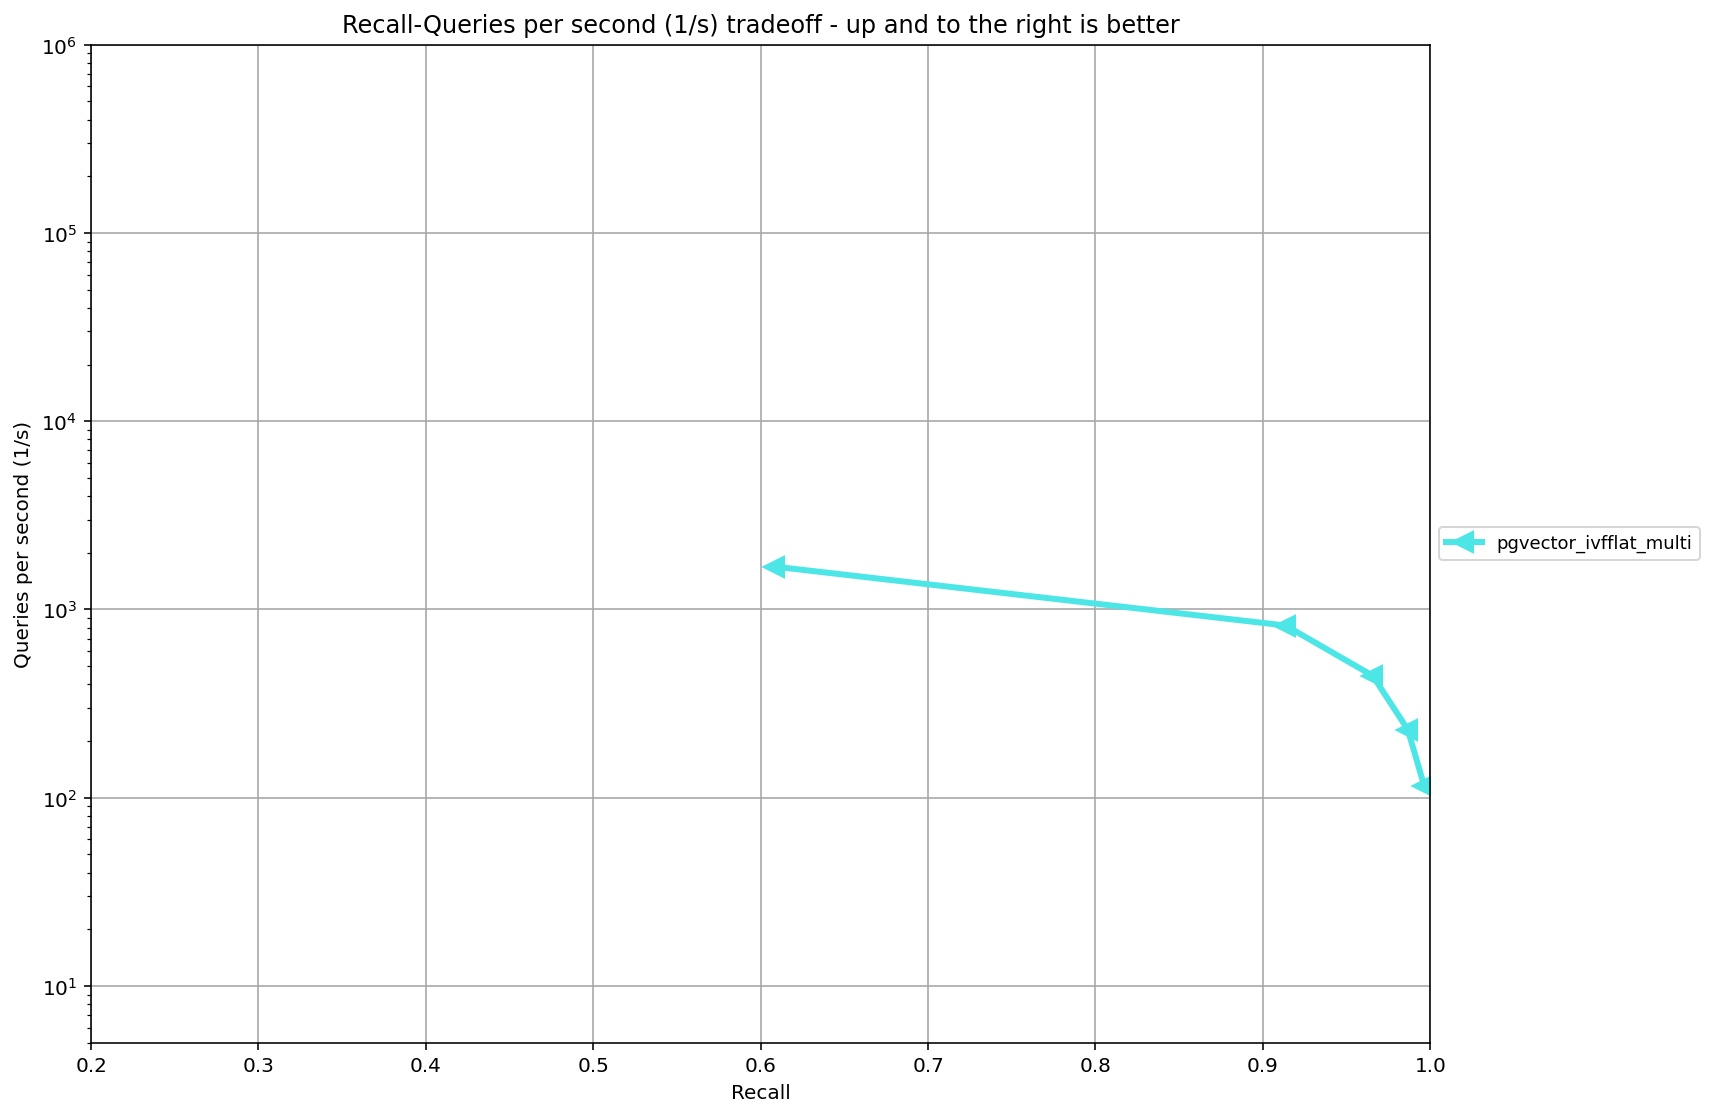 Recall-Queries per second (1/s) tradeoff - up and to the right is better
10⁶
10⁵
10⁴
10³
10²
10¹
Queries per second (1/s)
0.2 0.3 0.4 0.5 0.6 0.7 0.8 0.9 1.0
Recall
pgvector_ivfflat_multi